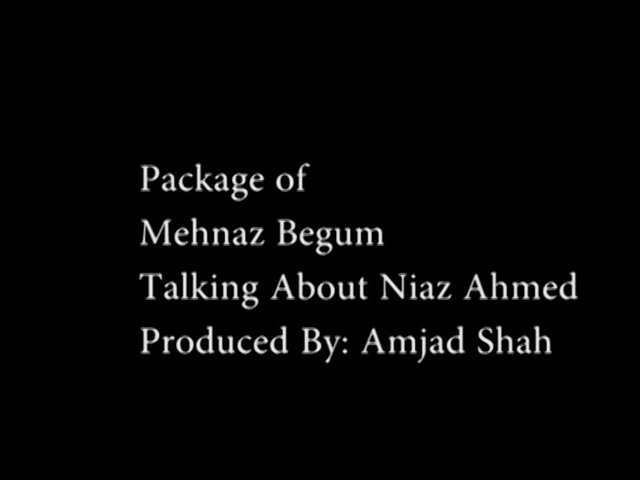 Package of
Mehnaz Begum
Talking About Niaz Ahmed
Produced By: Amjad Shah